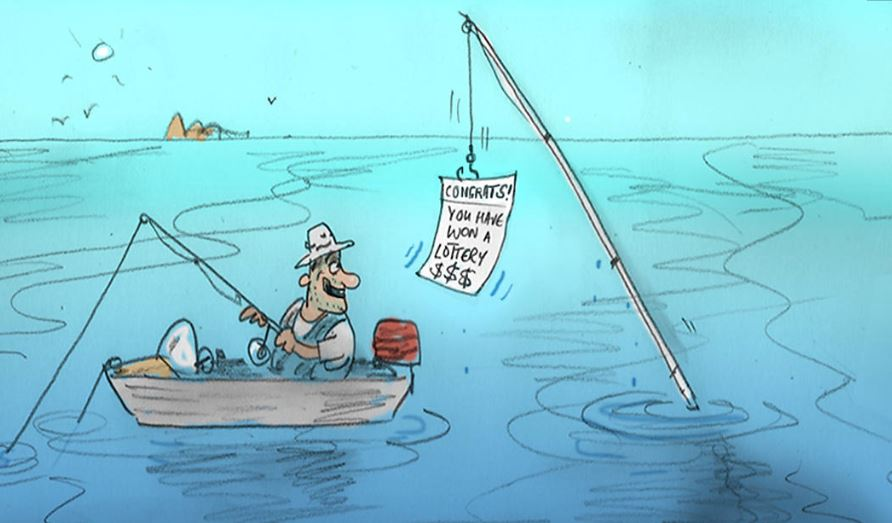 CONGRATS!
YOU HAVE
WON A
LOTTERY
$$$